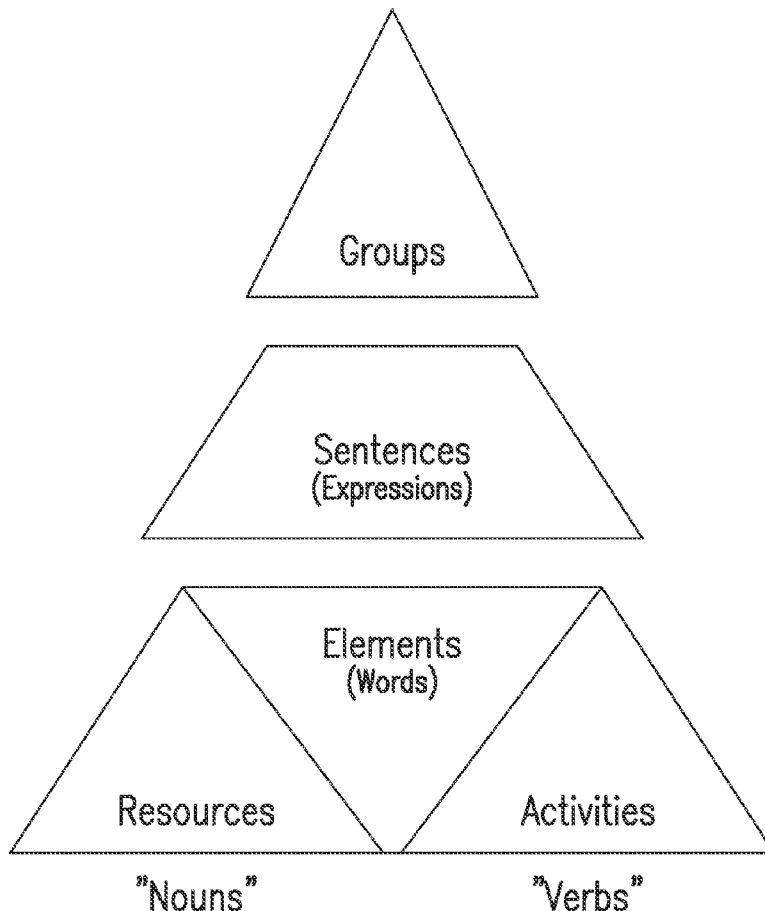 Groups
Sentences
(Expressions)
Elements
(Words)
Resources
Activities
"Nouns"
"Verbs"